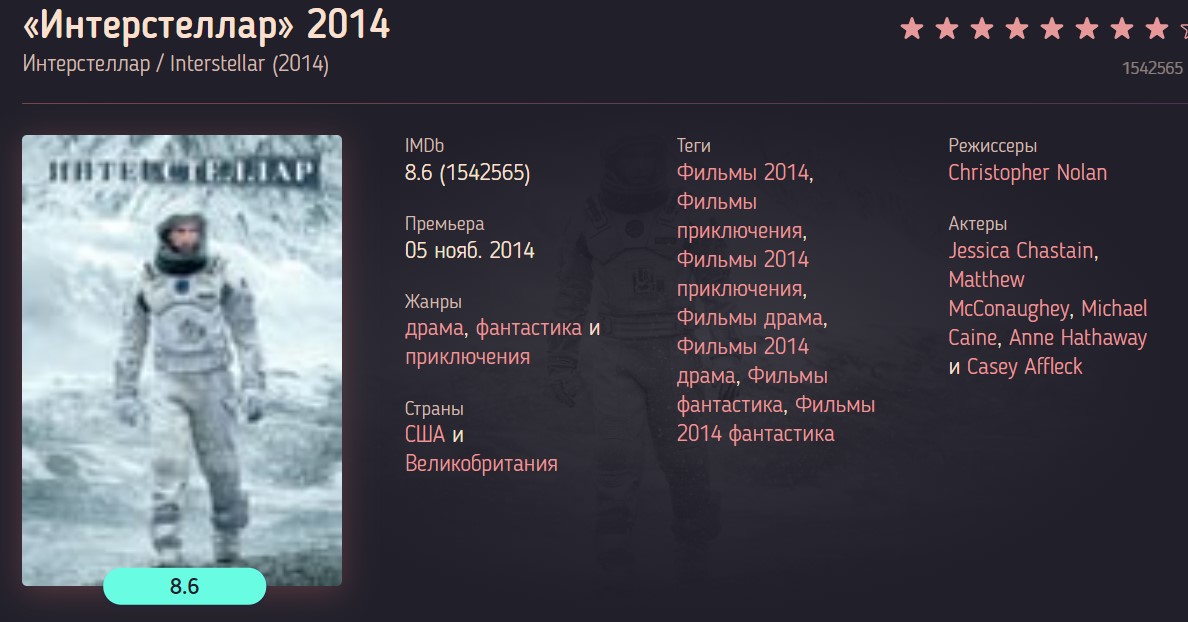 «Интерстеллар» 2014
Интерстеллар / Interstellar (2014)
1542565
ИНТЕРСТЕЛЛАР
8.6
IMDb
8.6 (1542565)
Премьера
05 нояб. 2014
Жанры
драма, фантастика и
приключения
Страны
США и
Великобритания
Теги
Фильмы 2014,
Фильмы
приключения,
Фильмы 2014
приключения,
Фильмы драма,
Фильмы 2014
драма, Фильмы
фантастика, Фильмы
2014 фантастика
Режиссеры
Christopher Nolan
Актеры
Jessica Chastain,
Matthew
McConaughey, Michael
Caine, Anne Hathaway
и Casey Affleck